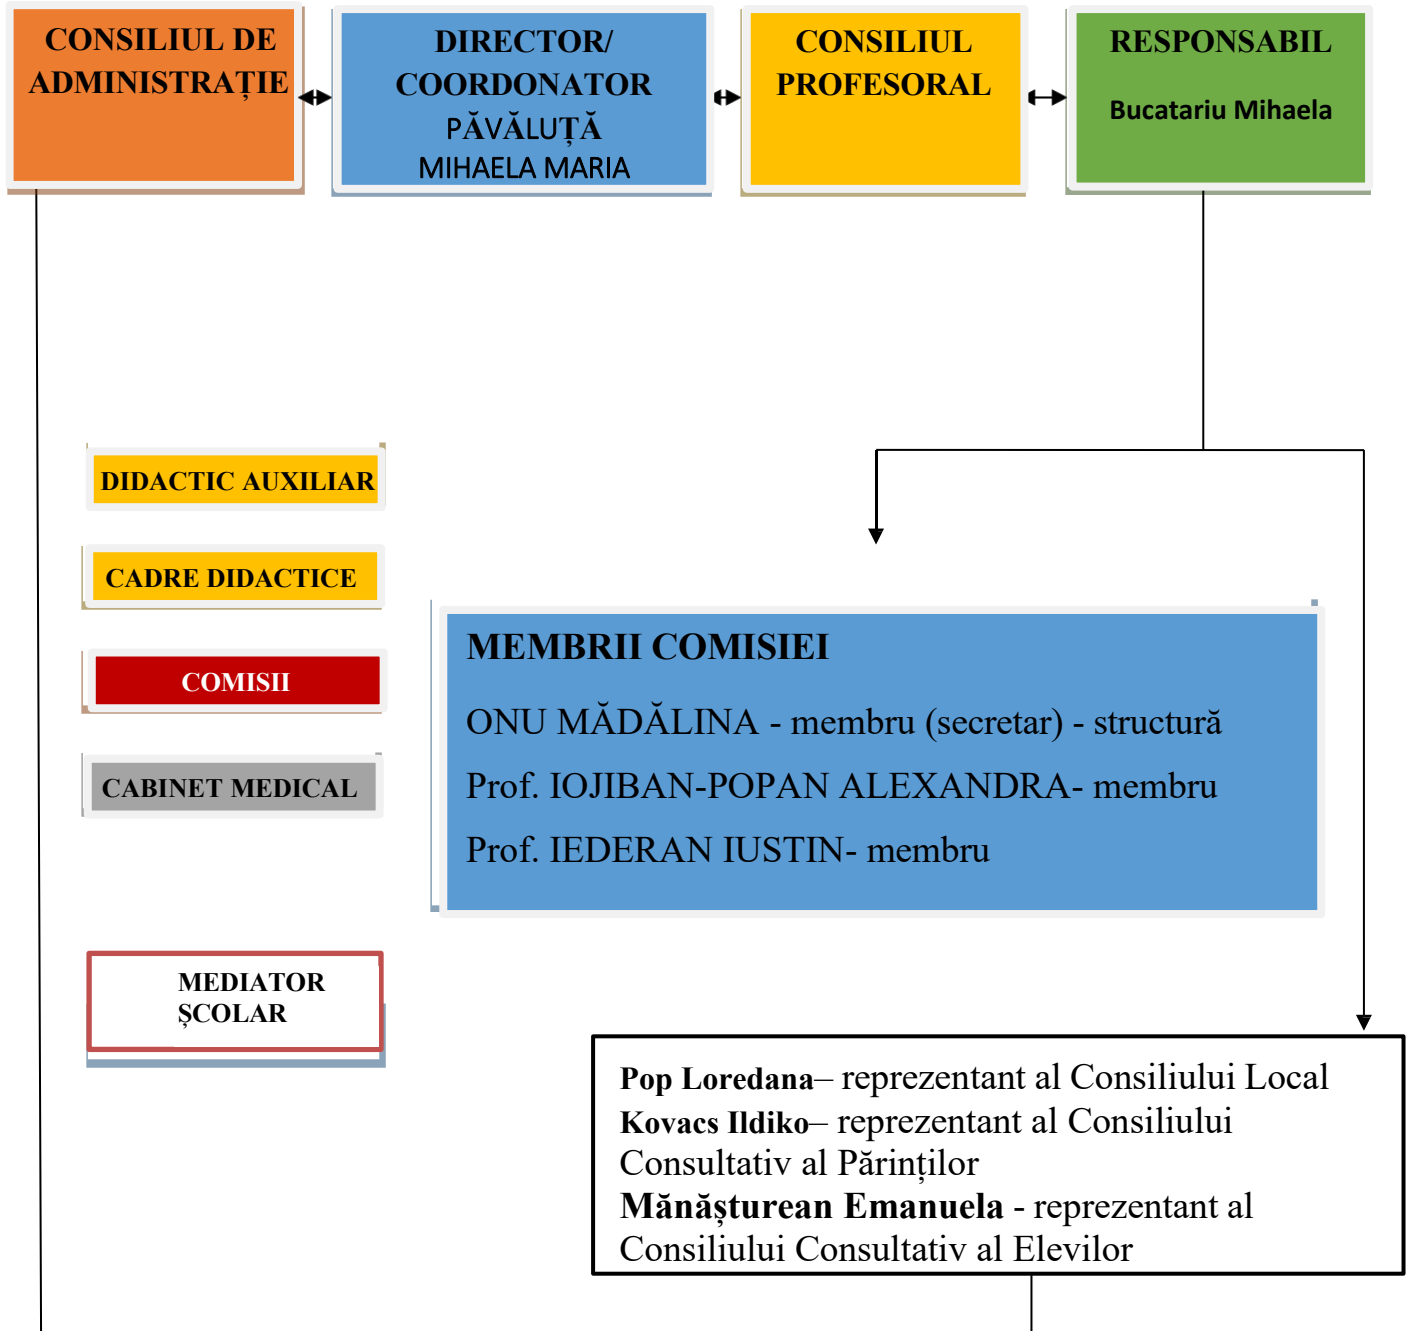 CONSILIUL DE
ADMINISTRAȚIE
DIRECTOR/
COORDONATOR
PĂVĂLUȚĂ
MIHAELA MARIA
CONSILIUL
PROFESORAL
RESPONSABIL
Bucatariu Mihaela
DIDACTIC AUXILIAR
CADRE DIDACTICE
COMISII
CABINET MEDICAL
MEDIATOR
ȘCOLAR
MEMBRII COMISIEI
ONU MĂDĂLINA - membru (secretar) - structură
Prof. IOJIBAN-POPAN ALEXANDRA- membru
Prof. IEDERAN IUSTIN- membru
Pop Loredana– reprezentant al Consiliului Local
Kovacs Ildiko– reprezentant al Consiliului
Consultativ al Părinților
Mănășturean Emanuela - reprezentant al
Consiliului Consultativ al Elevilor